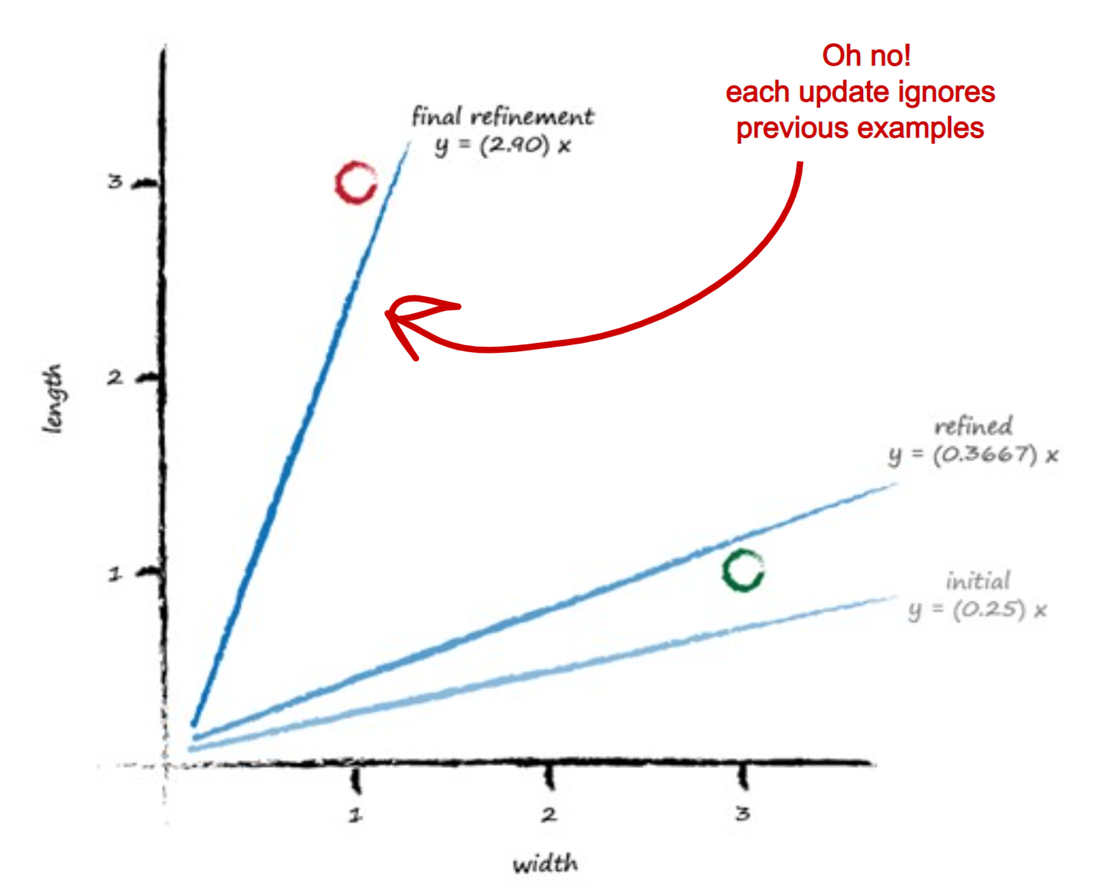 Oh no!
each update ignores
previous examples
final refinement
y = (2.90) x
3
2
length
refined
y = (0.3667) x
1
initial
y = (0.25) x
1
2
3
width